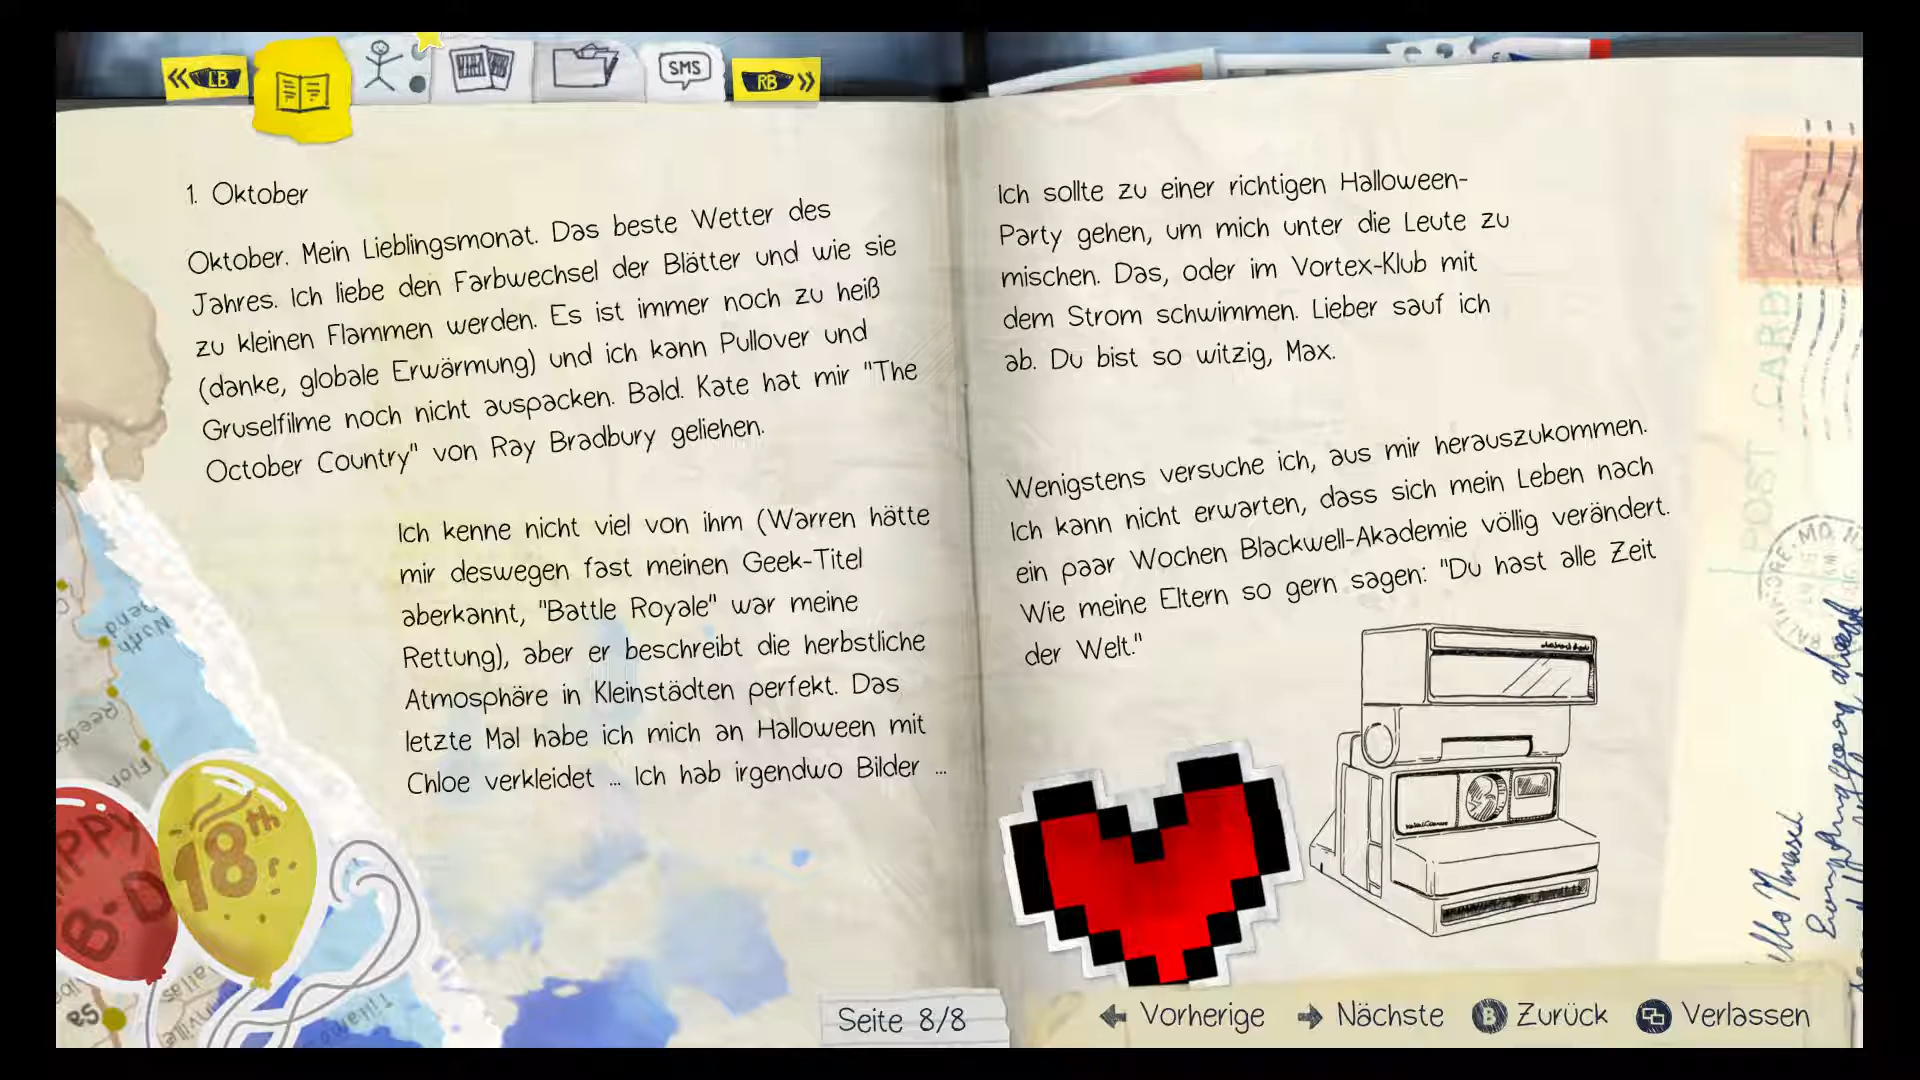 LB
SMS
RB
1. Oktober
Oktober. Mein Lieblingsmonat. Das beste Wetter des
Jahres. Ich liebe den Farbwechsel der Blätter und wie sie
zu kleinen Flammen werden. Es ist immer noch zu heiß
(danke, globale Erwärmung) und ich kann Pullover und
Gruselfilme noch nicht auspacken. Bald. Kate hat mir "The
October Country" von Ray Bradbury geliehen.
Ich kenne nicht viel von ihm (Warren hätte
mir deswegen fast meinen Geek-Titel
aberkannt, "Battle Royale" war meine
Rettung), aber er beschreibt die herbstliche
Atmosphäre in Kleinstädten perfekt. Das
letzte Mal habe ich mich an Halloween mit
Chloe verkleidet ... Ich hab irgendwo Bilder ...
Ich sollte zu einer richtigen Halloween-
Party gehen, um mich unter die Leute zu
mischen. Das, oder im Vortex-Klub mit
dem Strom schwimmen. Lieber sauf ich
ab. Du bist so witzig, Max.
Wenigstens versuche ich, aus mir herauszukommen.
Ich kann nicht erwarten, dass sich mein Leben nach
ein paar Wochen Blackwell-Akademie völlig verändert.
Wie meine Eltern so gern sagen: "Du hast alle Zeit
der Welt."
POST CARD
North
Bend
B-D
18th
Seite 8/8
Vorherige
Nächste
B Zurück
Verlassen